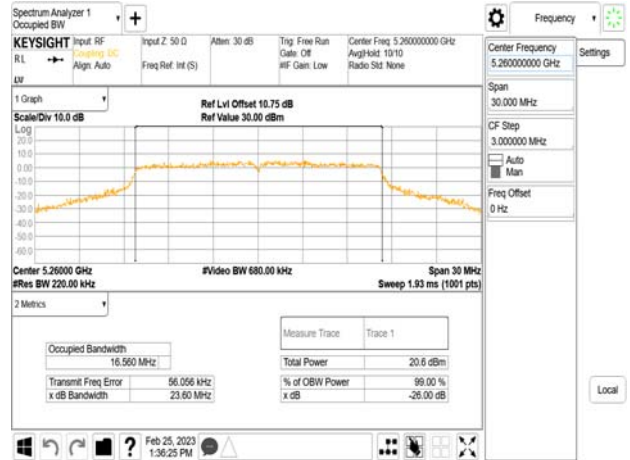 Spectrum Analyzer 1
Occupied BW
Frequency
KEYSIGHT
RL
Input: RF
Coupling: DC
Align: Auto
Input Z: 50 Ω
Freq Ref: Int (S)
Atten: 30 dB
Trig: Free Run
Gate: Off
#IF Gain: Low
Center Freq: 5.260000000 GHz
Avg|Hold: 10/10
Radio Std: None
1 Graph
Scale/Div 10.0 dB
Ref Lvl Offset 10.75 dB
Ref Value 30.00 dBm
Log
20.0
10.0
0.00
-10.0
-20.0
-30.0
-40.0
-50.0
-60.0
Center 5.26000 GHz
#Res BW 220.00 kHz
#Video BW 680.00 kHz
Span 30 MHz
Sweep 1.93 ms (1001 pts)
2 Metrics
Measure Trace
Trace 1
Occupied Bandwidth
16.560 MHz
Total Power
20.6 dBm
Transmit Freq Error
56.056 kHz
% of OBW Power
99.00 %
x dB Bandwidth
23.60 MHz
x dB
-26.00 dB
Center Frequency
5.260000000 GHz
Settings
Span
30.000 MHz
CF Step
3.000000 MHz
Auto
Man
Freq Offset
0 Hz
Local
?
Feb 25, 2023
1:36:25 PM